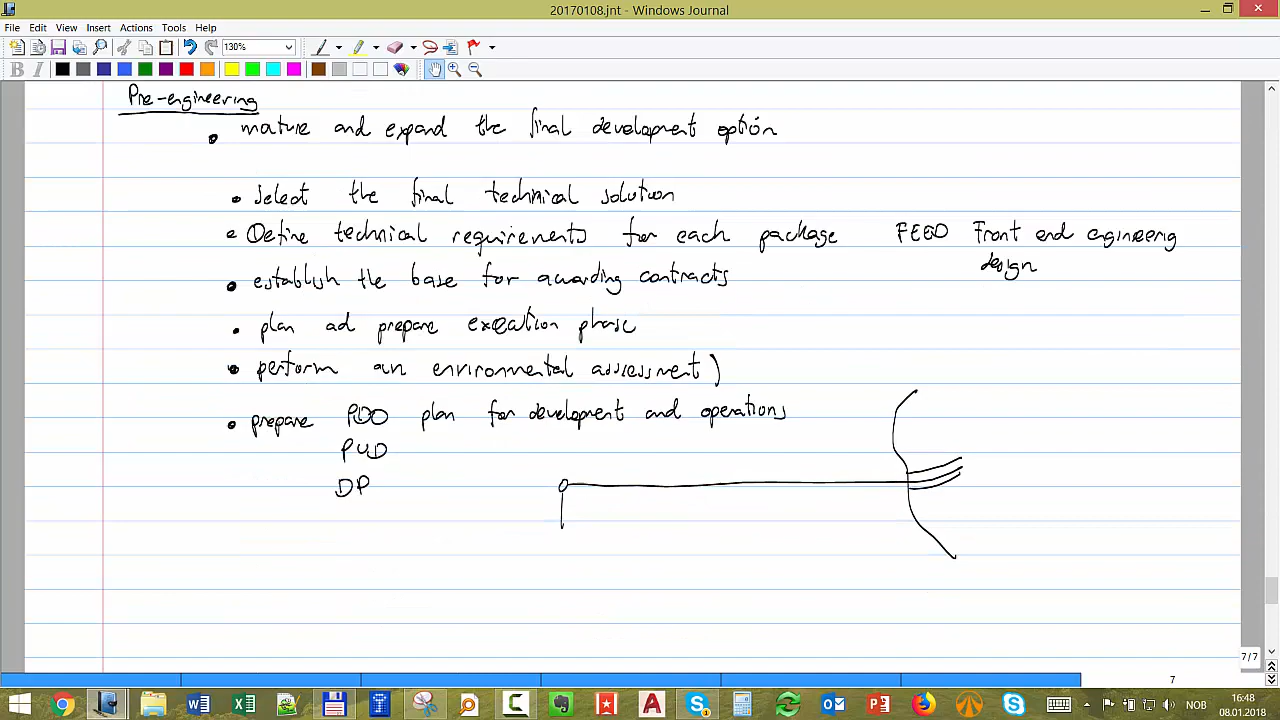 20170108.jnt - Windows Journal
File Edit View Insert Actions Tools Help
130%
B I
Pre-engineering
mature and expand the final development option
Select the final technical solution
Define technical requirements for each package FEED Front end engineering
design
establish the base for awarding contracts
plan ad prepare execution phase
perform an environmental assessment)
prepare PDO plan for development and operations
PUD
DP
7/7
7
NOB
16:48
08.01.2018